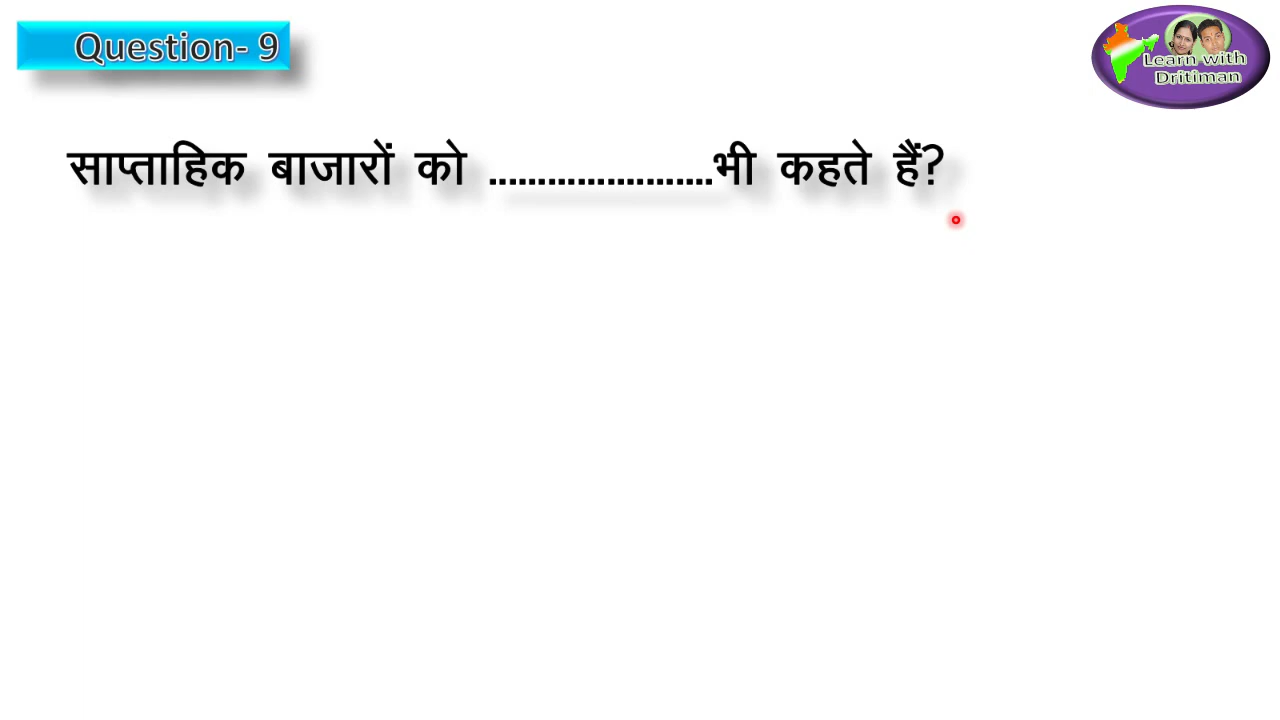 Question- 9
Learn with
Dritiman
साप्ताहिक बाजारों को .......................भी कहते हैं?